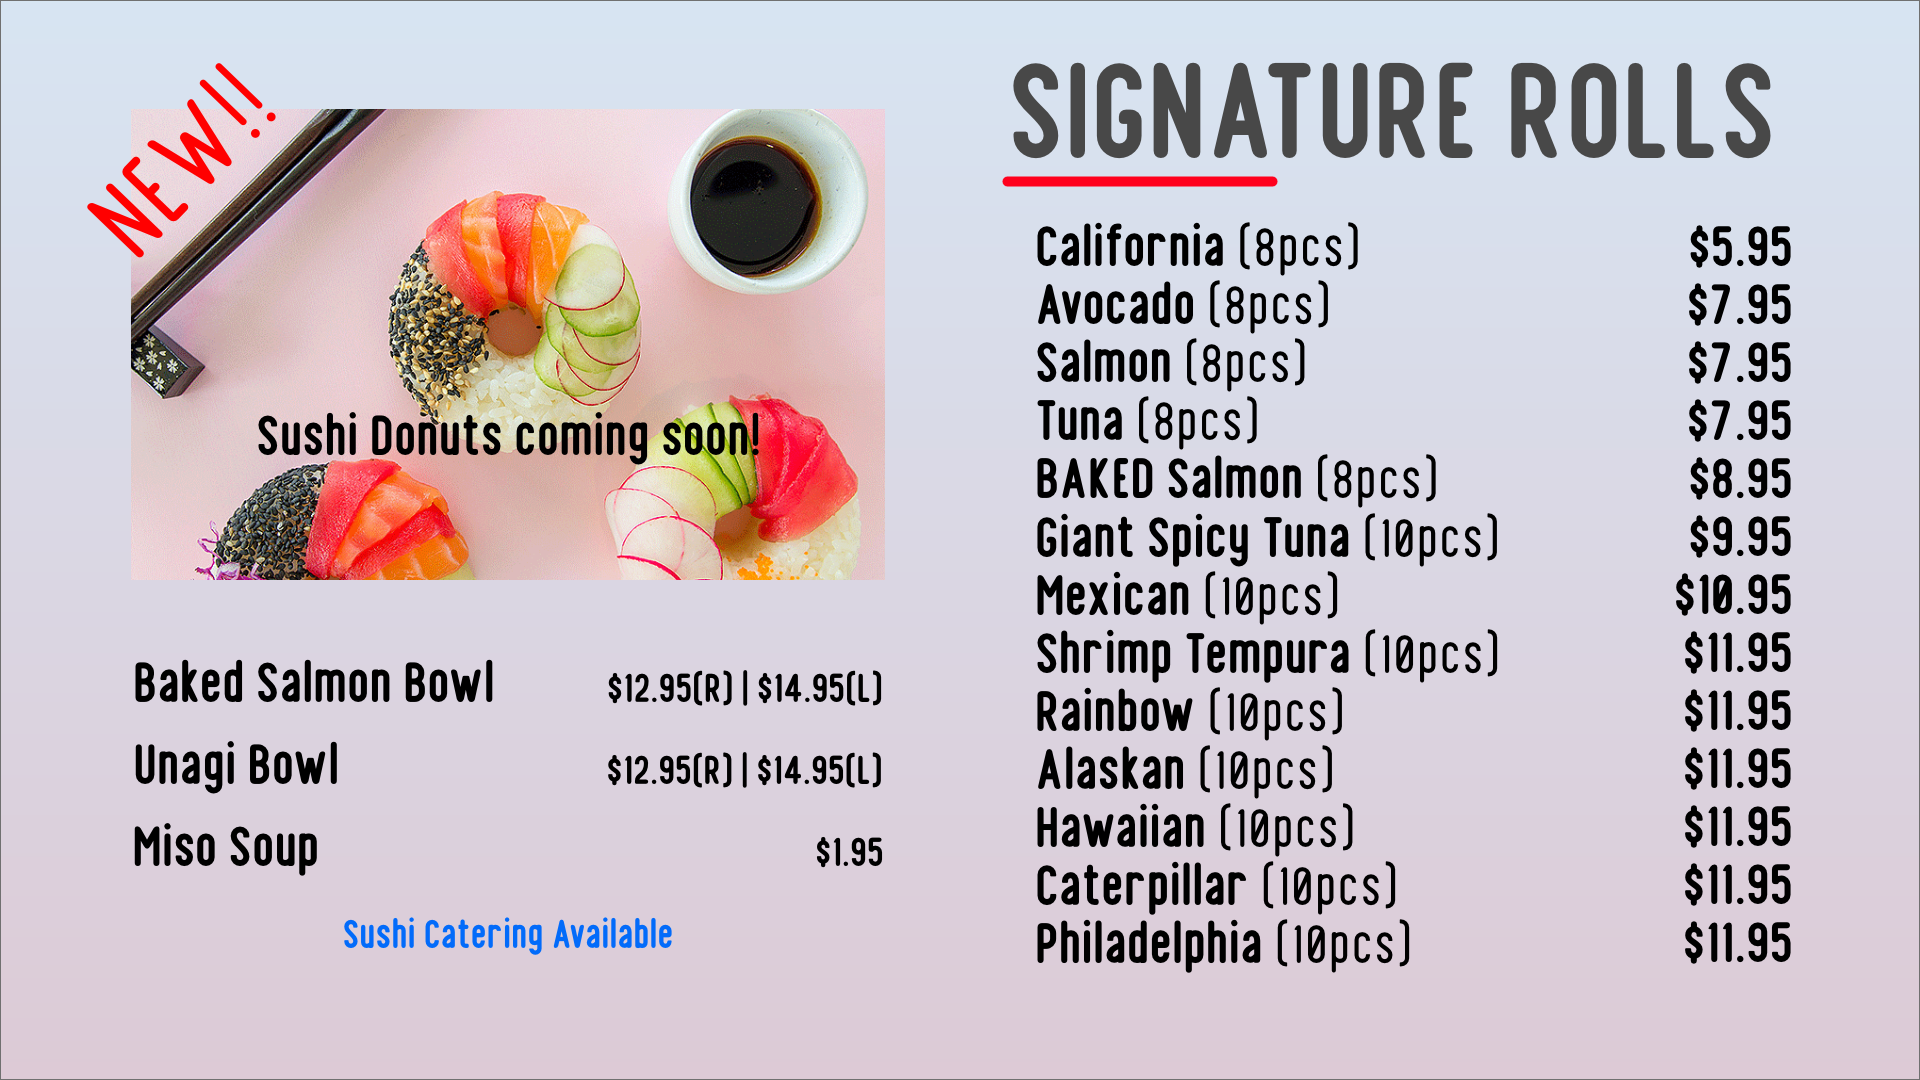 NEW!!
Sushi Donuts coming soon!
Baked Salmon Bowl $12.95(R) | $14.95(L)
Unagi Bowl $12.95(R) | $14.95(L)
Miso Soup $1.95
Sushi Catering Available
SIGNATURE ROLLS
California (8pcs) $5.95
Avocado (8pcs) $7.95
Salmon (8pcs) $7.95
Tuna (8pcs) $7.95
BAKED Salmon (8pcs) $8.95
Giant Spicy Tuna (10pcs) $9.95
Mexican (10pcs) $10.95
Shrimp Tempura (10pcs) $11.95
Rainbow (10pcs) $11.95
Alaskan (10pcs) $11.95
Hawaiian (10pcs) $11.95
Caterpillar (10pcs) $11.95
Philadelphia (10pcs) $11.95